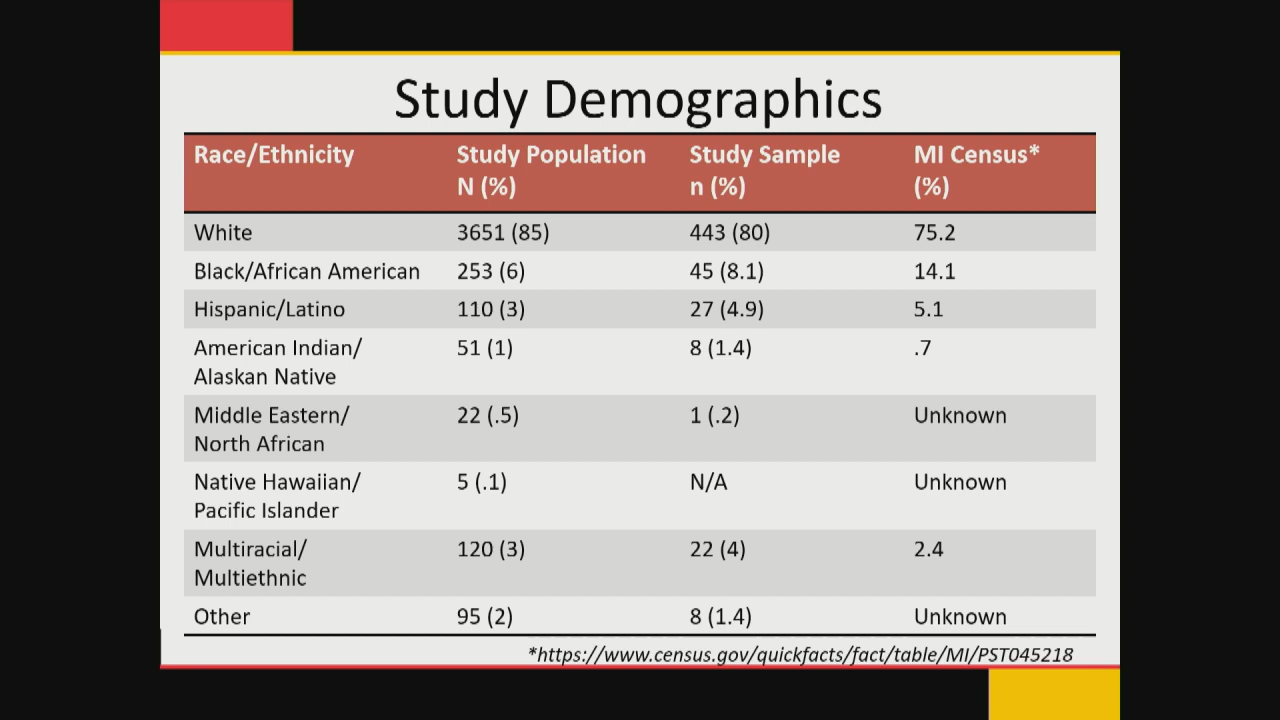 Study Demographics
Race/Ethnicity Study Population Study Sample MI Census*
N (%) n (%) (%)
White 3651 (85) 443 (80) 75.2
Black/African American 253 (6) 45 (8.1) 14.1
Hispanic/Latino 110 (3) 27 (4.9) 5.1
American Indian/ 51 (1) 8 (1.4) .7
Alaskan Native
Middle Eastern/ 22 (.5) 1 (.2) Unknown
North African
Native Hawaiian/ 5 (.1) N/A Unknown
Pacific Islander
Multiracial/ 120 (3) 22 (4) 2.4
Multiethnic
Other 95 (2) 8 (1.4) Unknown
*https://www.census.gov/quickfacts/fact/table/MI/PST045218